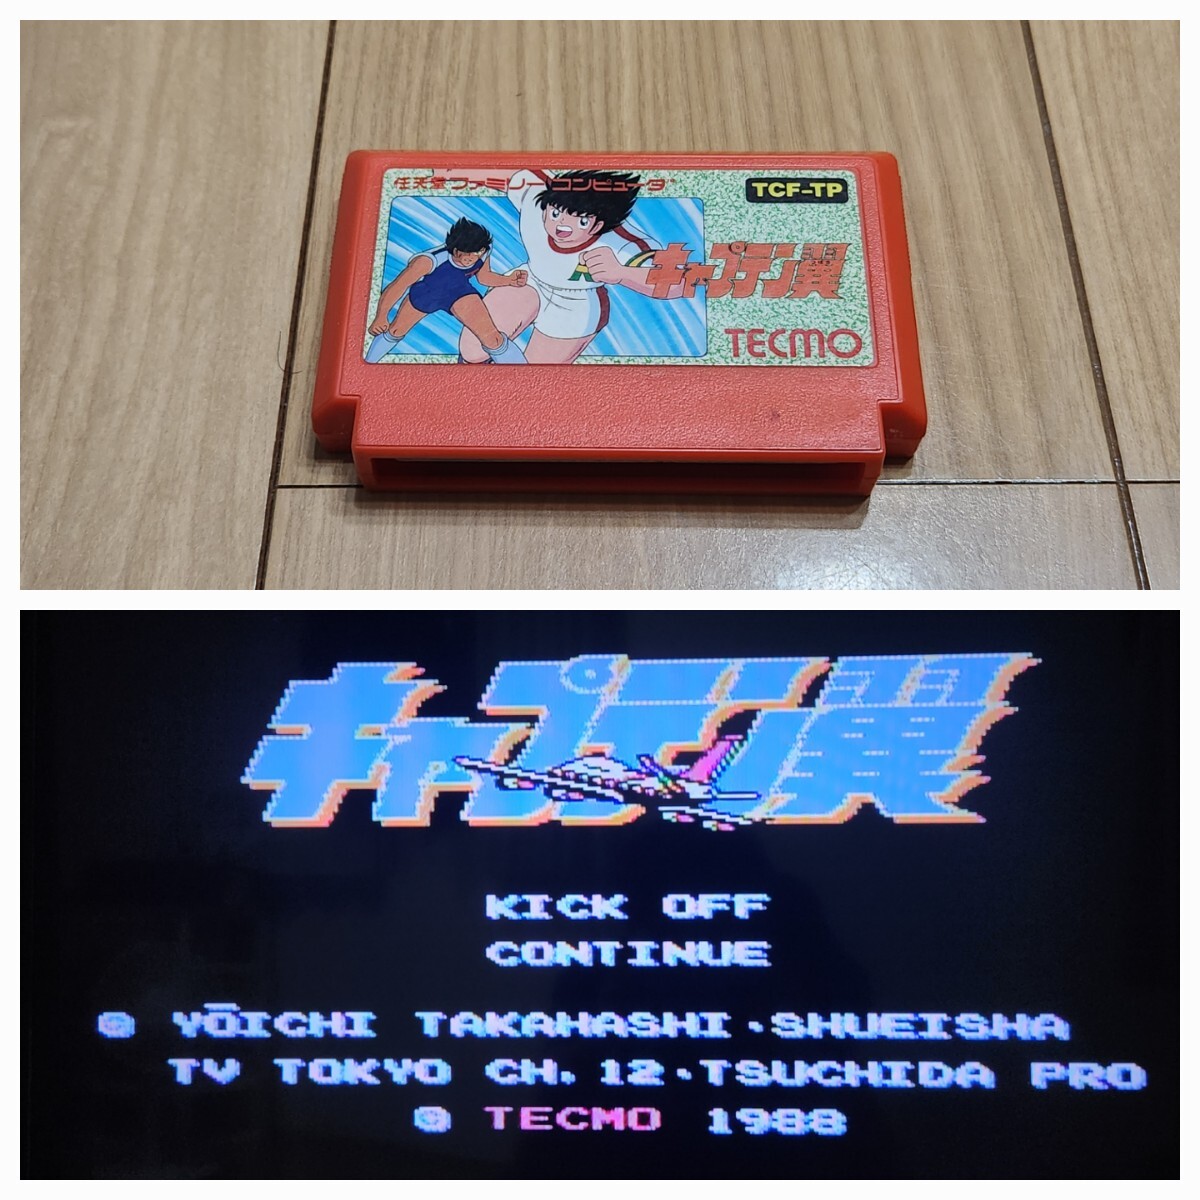 任天堂ファミリーコンピュータ
TCF-TP
キャプテン翼
TECMO
キャプテン翼
KICK OFF
CONTINUE
© YŌICHI TAKAHASHI・SHUEISHA
TV TOKYO CH. 12・TSUCHIDA PRO
© TECMO 1988